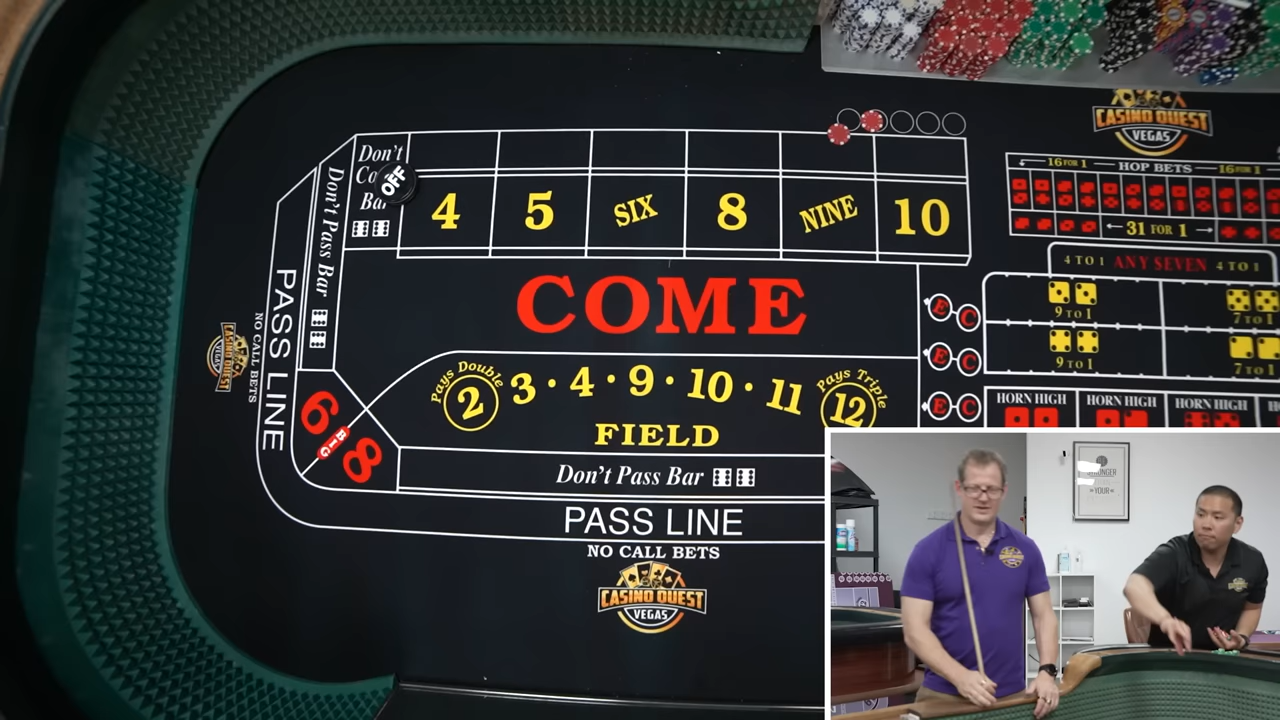 CASINO QUEST
VEGAS
16 FOR 1
HOP BETS
16 FOR 1
31 FOR 1
4 TO 1 ANY SEVEN 4 TO 1
9 TO 1
7 TO 1
9 TO 1
7 TO 1
HORN HIGH
HORN HIGH
HORN HIGH
H
Don't
Bar
OFF
4
5
SIX
8
NINE
10
Don't Pass Bar
PASS LINE
NO CALL BETS
COME
E C
E C
E C
Pays Double
2
3 · 4 · 9 · 10 · 11
Pays Triple
12
FIELD
6
BIG
8
Don't Pass Bar
PASS LINE
NO CALL BETS
CASINO QUEST
VEGAS
CASINO QUEST
VEGAS
YOUR